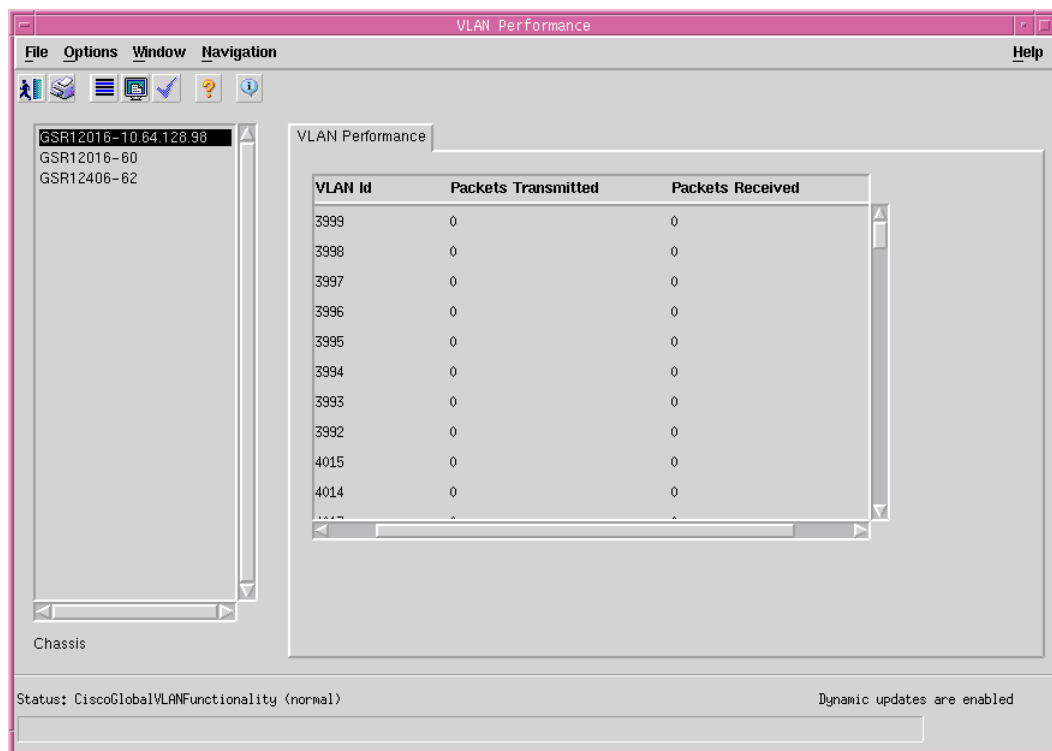 VLAN Performance
File Options Window Navigation Help
GSR12016-10.64.128.98
GSR12016-60
GSR12406-62
Chassis
VLAN Performance
VLAN Id Packets Transmitted Packets Received
3999 0 0
3998 0 0
3997 0 0
3996 0 0
3995 0 0
3994 0 0
3993 0 0
3992 0 0
4015 0 0
4014 0 0
Status: CiscoGlobalVLANFunctionality (normal) Dynamic updates are enabled